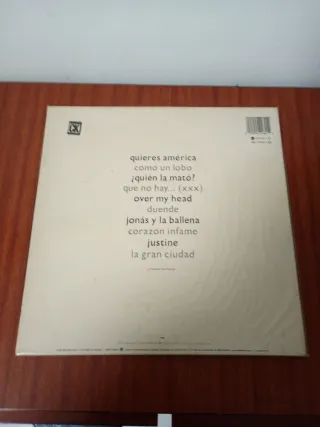 quieres américa
como un lobo
¿quién la mató?
que no hay... (xxx)
over my head
duende
jonás y la ballena
corazón infame
justine
la gran ciudad